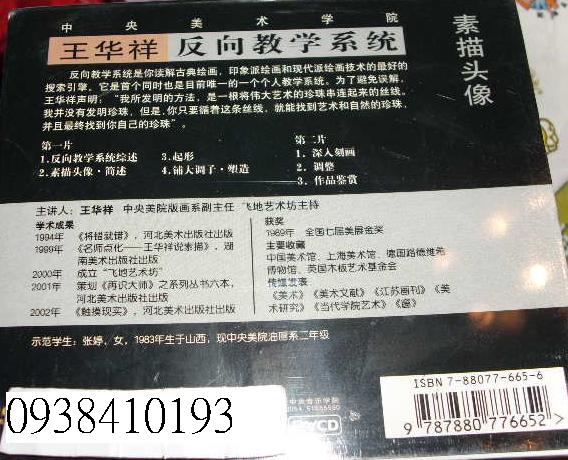 中央美术学院
王华祥 反向教学系统
素描头像
反向教学系统是你读解古典绘画，印象派绘画和现代派绘画技术的最好的
搜索引擎。它是首个同时也是目前唯一的一个个人教学系统。为了避免误解，
王华祥声明：“我所发明的方法，是一根将伟大艺术的珍珠串连起来的丝线。
我并没有发明珍珠，但是，你只要循着这条丝线，就能找到艺术和自然的珍珠，
并且最终找到你自己的珍珠”。
第一片
1.反向教学系统综述 3.起形
2.素描头像·简述 4.铺大调子·塑造
第二片
1.深入刻画
2.调整
3.作品鉴赏
主讲人：王华祥 中央美院版画系副主任 飞地艺术坊主持
学术成果
1994年 《将错就错》，河北美术出版社出版
1999年 《名师点化——王华祥说素描》，湖
南美术出版社出版
2000年 成立“飞地艺术坊”
2001年 策划《再识大师》之系列丛书六本，
河北美术出版社出版
2002年 《触摸现实》，河北美术出版社出版
获奖
1989年 全国七届美展金奖
主要收藏
中国美术馆、上海美术馆、德国路德维希
博物馆、英国木板艺术基金会
传媒发表
《美术》《美术文献》《江苏画刊》《美
术研究》《当代学院艺术》《画》
示范学生：张婷，女，1983年生于山西，现中央美院油画系二年级
0938410193
中央音乐学院
ISBN 7-88077-665-6
9 787880 776652 >